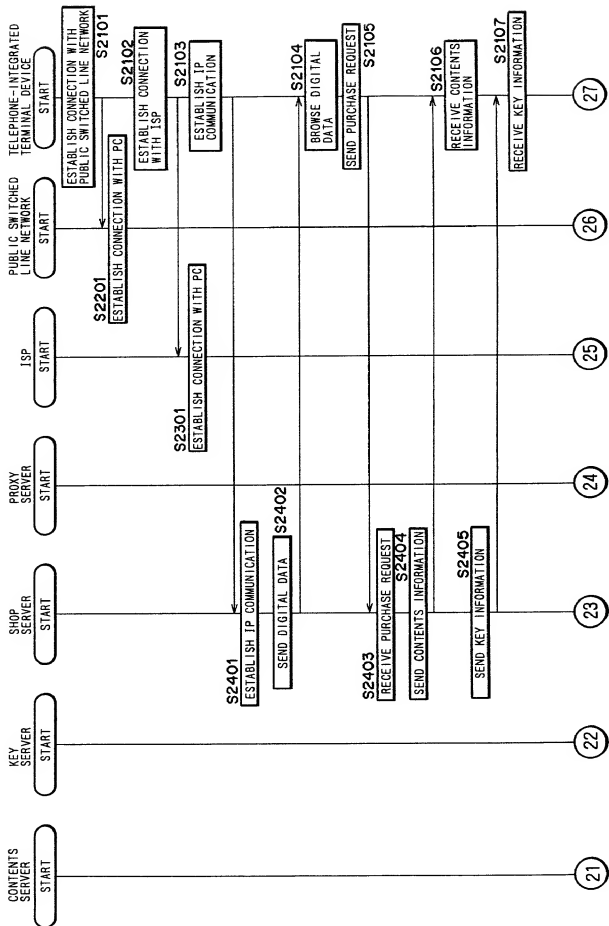 CONTENTS
SERVER
START
KEY
SERVER
START
SHOP
SERVER
START
PROXY
SERVER
START
ISP
START
PUBLIC SWITCHED
LINE NETWORK
START
TELEPHONE-INTEGRATED
TERMINAL DEVICE
START
ESTABLISH CONNECTION WITH
PUBLIC SWITCHED LINE NETWORK
S2101
S2201
ESTABLISH CONNECTION WITH PC
S2102
ESTABLISH CONNECTION
WITH ISP
S2301
ESTABLISH CONNECTION WITH PC
S2103
ESTABLISH IP
COMMUNICATION
S2401
ESTABLISH IP COMMUNICATION
S2402
SEND DIGITAL DATA
S2104
BROWSE DIGITAL
DATA
S2105
SEND PURCHASE REQUEST
S2403
RECEIVE PURCHASE REQUEST
S2404
SEND CONTENTS INFORMATION
S2106
RECEIVE CONTENTS
INFORMATION
S2405
SEND KEY INFORMATION
S2107
RECEIVE KEY INFORMATION
21
22
23
24
25
26
27